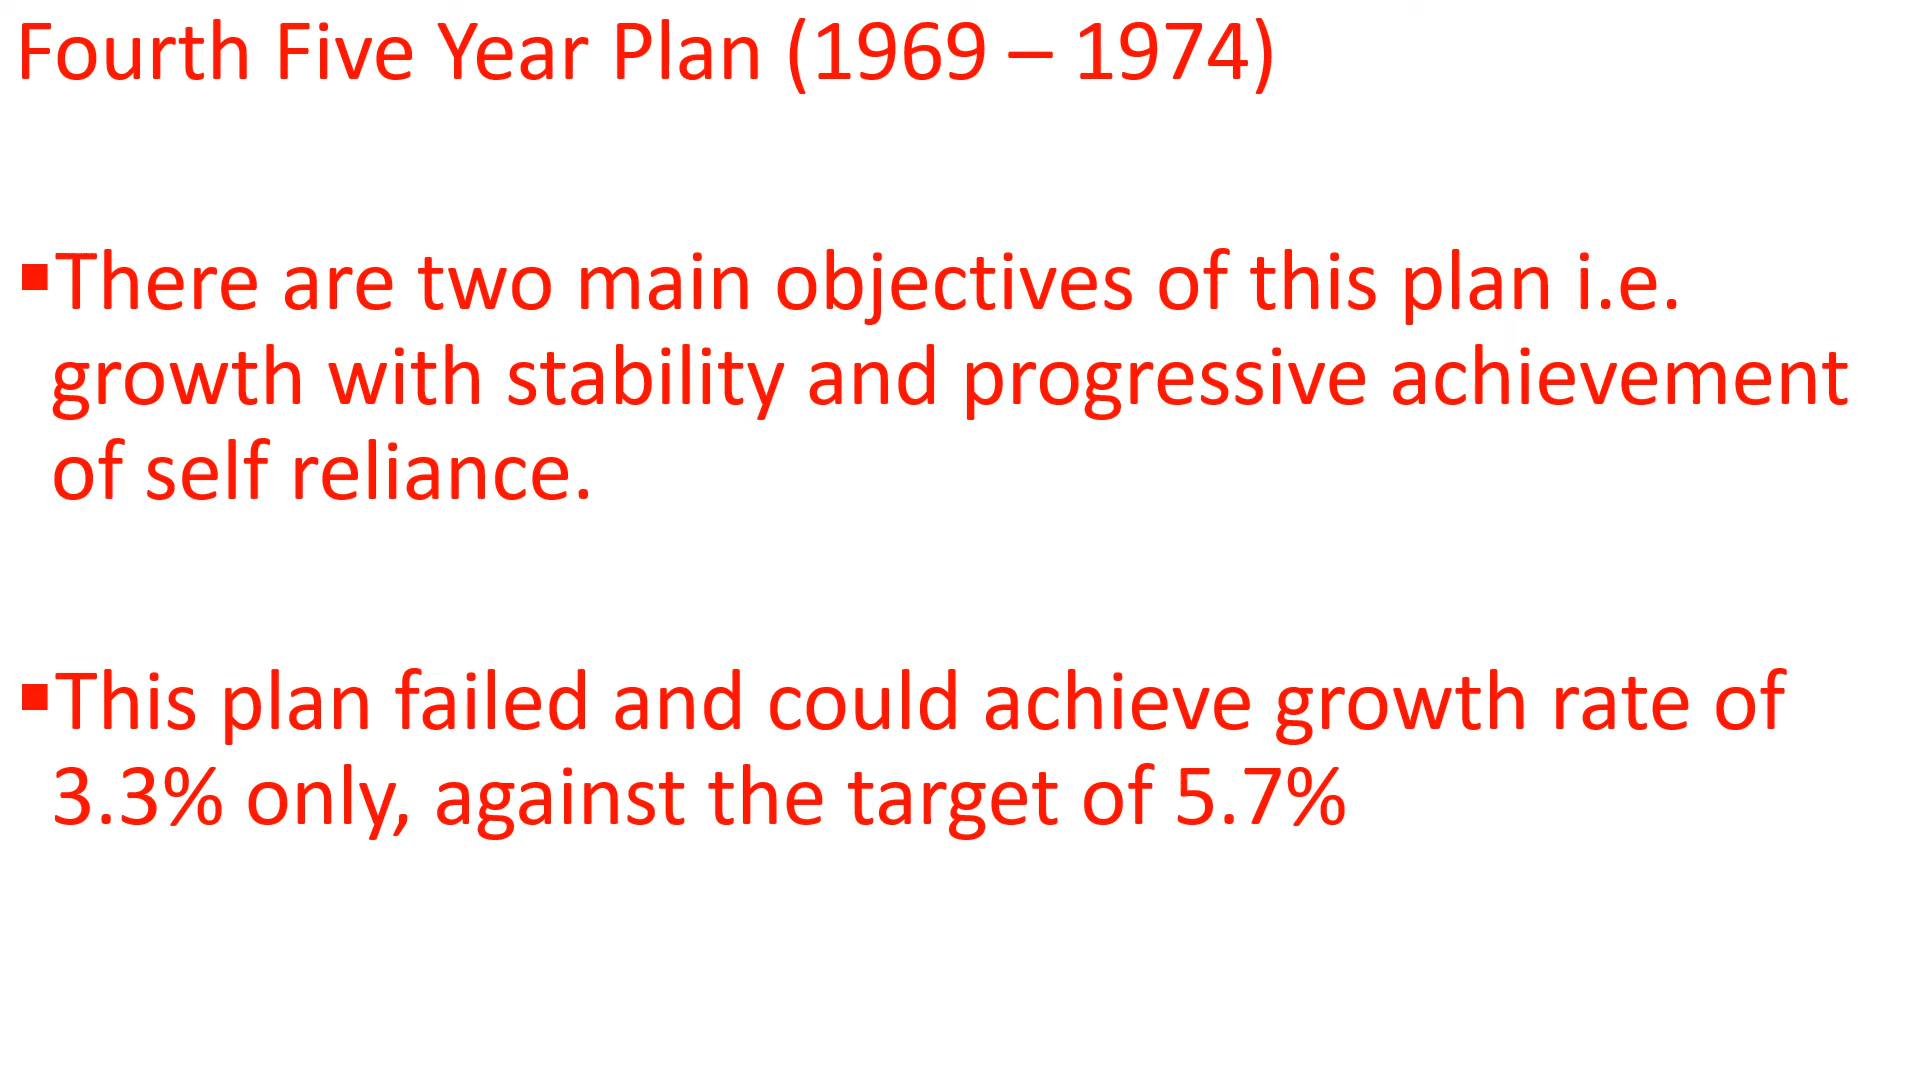 Fourth Five Year Plan (1969 – 1974)
▪There are two main objectives of this plan i.e.
growth with stability and progressive achievement
of self reliance.
▪This plan failed and could achieve growth rate of
3.3% only, against the target of 5.7%